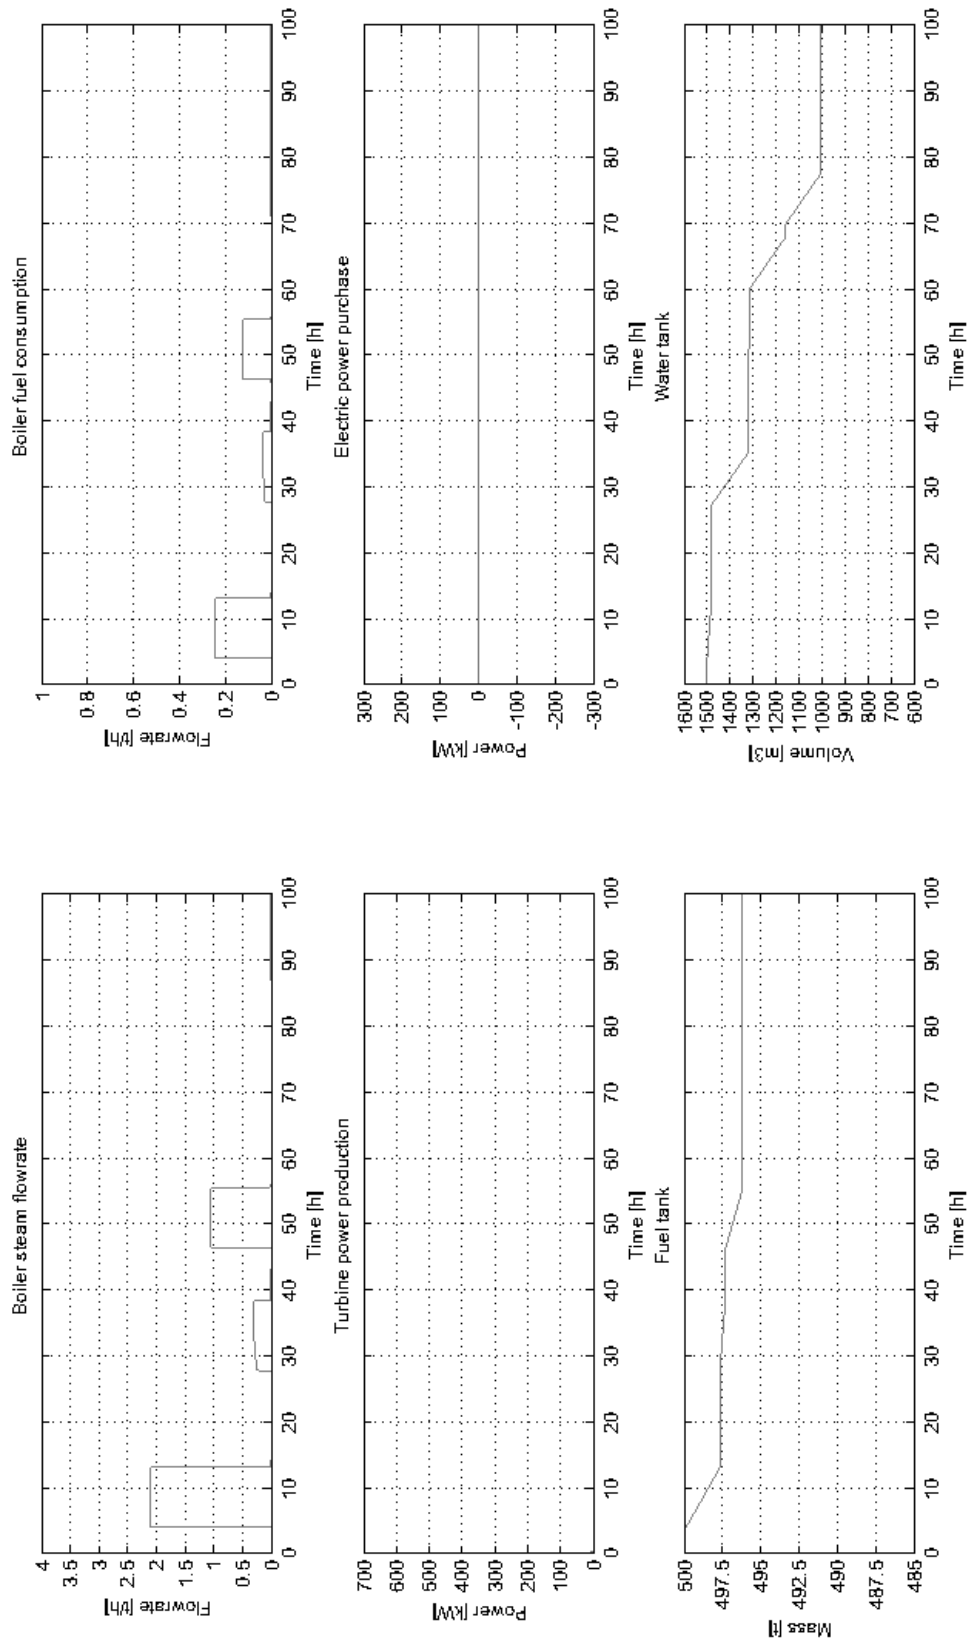 Boiler steam flowrate
Flowrate [t/h]
4
3.5
3
2.5
2
1.5
1
0.5
0
0 10 20 30 40 50 60 70 80 90 100
Time [h]
Boiler fuel consumption
Flowrate [t/h]
1
0.8
0.6
0.4
0.2
0
0 10 20 30 40 50 60 70 80 90 100
Time [h]
Turbine power production
Power [kW]
700
600
500
400
300
200
100
0
0 10 20 30 40 50 60 70 80 90 100
Time [h]
Electric power purchase
Power [kW]
300
200
100
0
-100
-200
-300
0 10 20 30 40 50 60 70 80 90 100
Time [h]
Fuel tank
Mass [t]
500
497.5
495
492.5
490
487.5
485
0 10 20 30 40 50 60 70 80 90 100
Time [h]
Water tank
Volume [m3]
1600
1500
1400
1300
1200
1100
1000
900
800
700
600
0 10 20 30 40 50 60 70 80 90 100
Time [h]